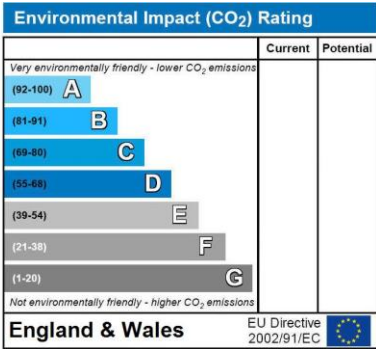 Environmental Impact (CO₂) Rating
Current Potential
Very environmentally friendly - lower CO₂ emissions
(92-100) A
(81-91) B
(69-80) C
(55-68) D
(39-54) E
(21-38) F
(1-20) G
Not environmentally friendly - higher CO₂ emissions
England & Wales
EU Directive
2002/91/EC